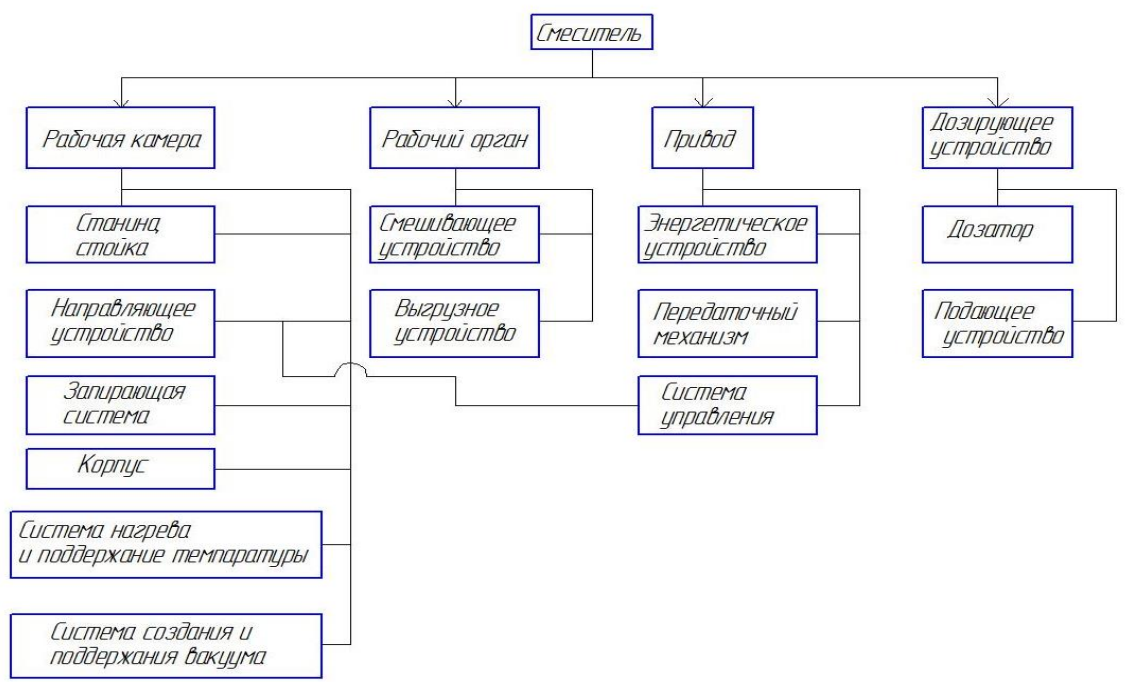 Смеситель
Рабочая камера
Рабочий орган
Привод
Дозирующее
устройство
Станина,
стойка
Смешивающее
устройство
Энергетическое
устройство
Дозатор
Направляющее
устройство
Выгрузное
устройство
Передаточный
механизм
Подающее
устройство
Запирающая
система
Система
управления
Корпус
Система нагрева
и поддержание темпаратуры
Система создания и
поддержания вакуума